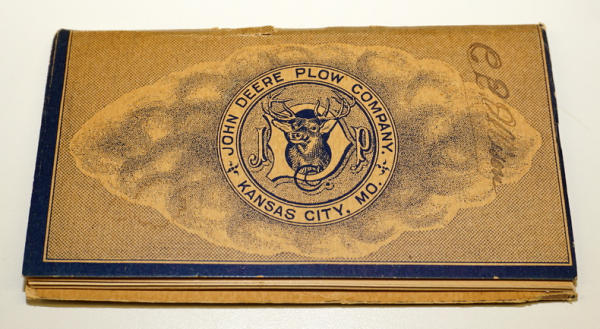 JOHN DEERE PLOW COMPANY.
J D P
KANSAS CITY, MO.